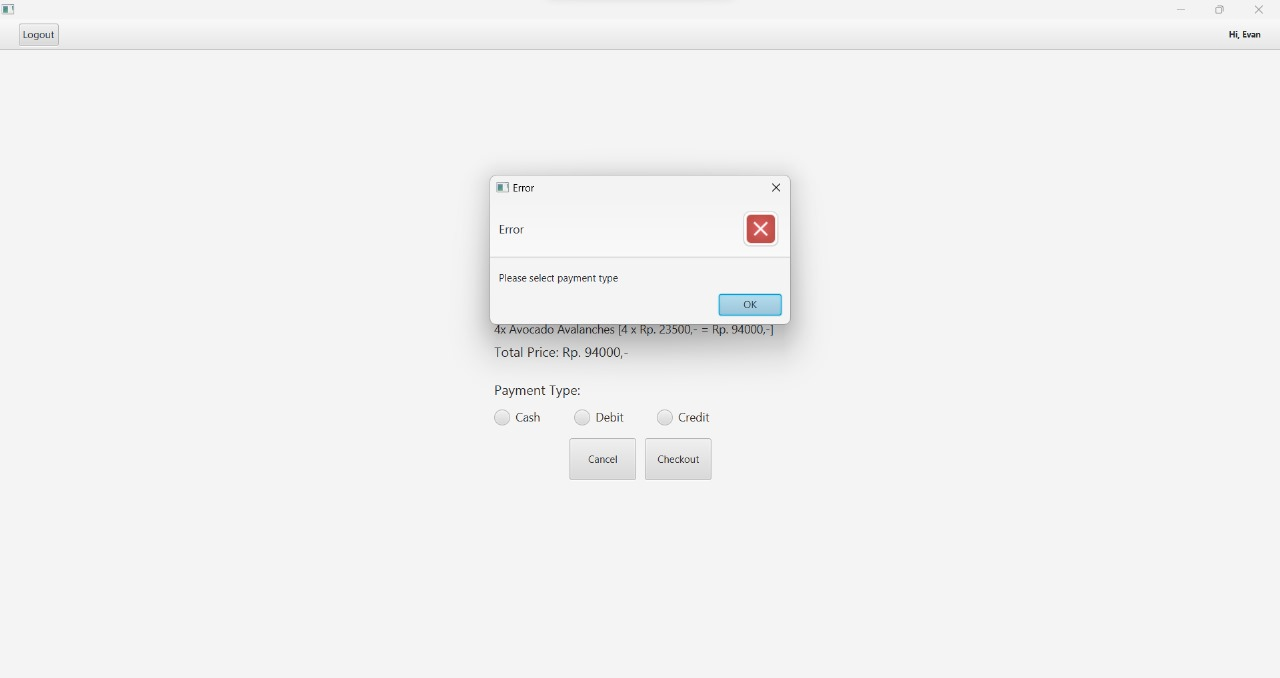 Logout
Hi, Evan
Error
Error
Please select payment type
OK
4x Avocado Avalanches [4 x Rp. 23500,- = Rp. 94000,-]
Total Price: Rp. 94000,-
Payment Type:
Cash Debit Credit
Cancel Checkout